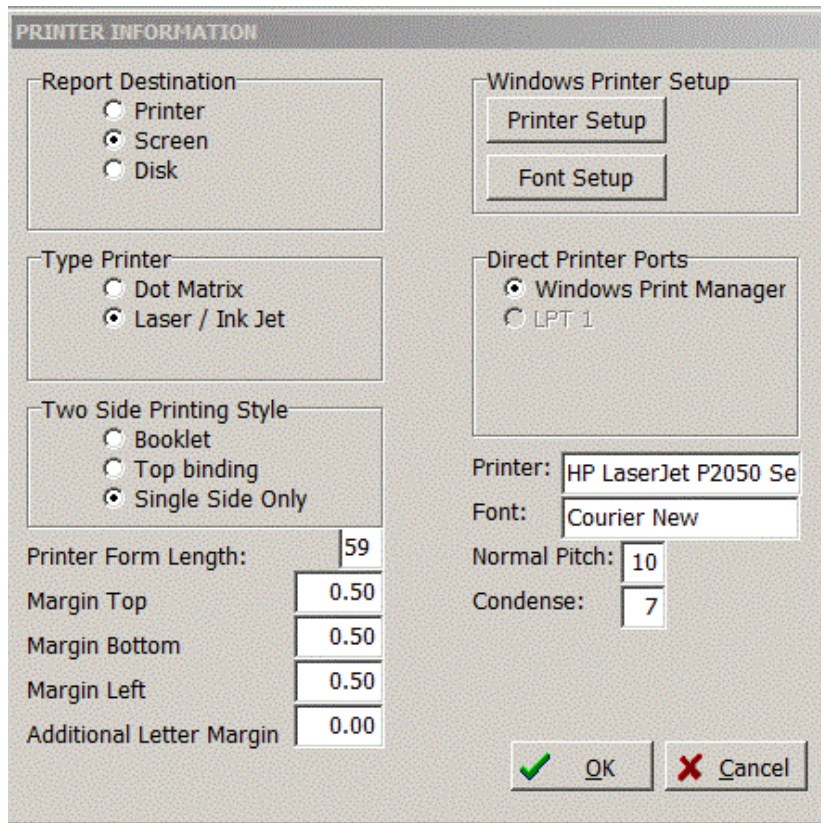 PRINTER INFORMATION
Report Destination
Printer
Screen
Disk
Windows Printer Setup
Printer Setup
Font Setup
Type Printer
Dot Matrix
Laser / Ink Jet
Direct Printer Ports
Windows Print Manager
LPT 1
Two Side Printing Style
Booklet
Top binding
Single Side Only
Printer Form Length: 59
Margin Top 0.50
Margin Bottom 0.50
Margin Left 0.50
Additional Letter Margin 0.00
Printer: HP LaserJet P2050 Se
Font: Courier New
Normal Pitch: 10
Condense: 7
OK
Cancel